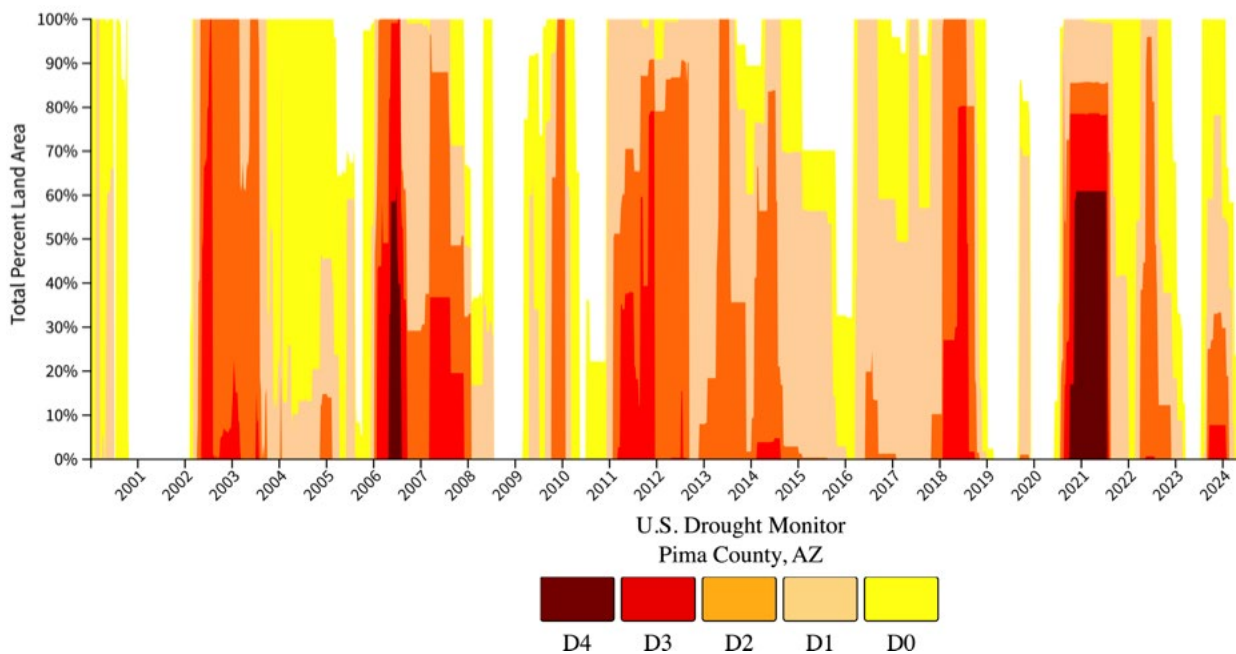 Total Percent Land Area
100%
90%
80%
70%
60%
50%
40%
30%
20%
10%
0%
2001 2002 2003 2004 2005 2006 2007 2008 2009 2010 2011 2012 2013 2014 2015 2016 2017 2018 2019 2020 2021 2022 2023 2024
U.S. Drought Monitor
Pima County, AZ
D4 D3 D2 D1 D0